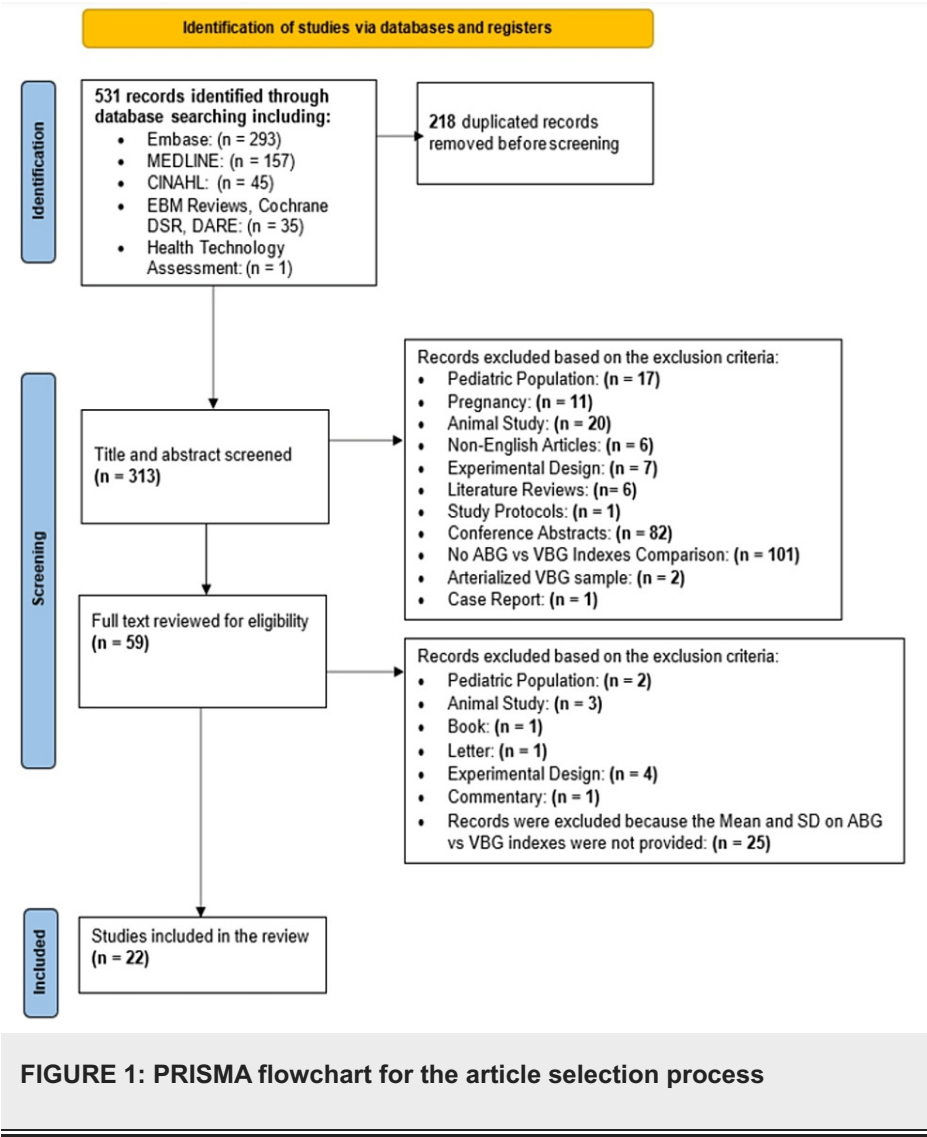 Identification of studies via databases and registers
Identification
531 records identified through
database searching including:
• Embase: (n = 293)
• MEDLINE: (n = 157)
• CINAHL: (n = 45)
• EBM Reviews, Cochrane
DSR, DARE: (n = 35)
• Health Technology
Assessment: (n = 1)
218 duplicated records
removed before screening
Screening
Title and abstract screened
(n = 313)
Records excluded based on the exclusion criteria:
• Pediatric Population: (n = 17)
• Pregnancy: (n = 11)
• Animal Study: (n = 20)
• Non-English Articles: (n = 6)
• Experimental Design: (n = 7)
• Literature Reviews: (n= 6)
• Study Protocols: (n = 1)
• Conference Abstracts: (n = 82)
• No ABG vs VBG Indexes Comparison: (n = 101)
• Arterialized VBG sample: (n = 2)
• Case Report: (n = 1)
Full text reviewed for eligibility
(n = 59)
Records excluded based on the exclusion criteria:
• Pediatric Population: (n = 2)
• Animal Study: (n = 3)
• Book: (n = 1)
• Letter: (n = 1)
• Experimental Design: (n = 4)
• Commentary: (n = 1)
• Records were excluded because the Mean and SD on ABG
vs VBG indexes were not provided: (n = 25)
Included
Studies included in the review
(n = 22)
FIGURE 1: PRISMA flowchart for the article selection process